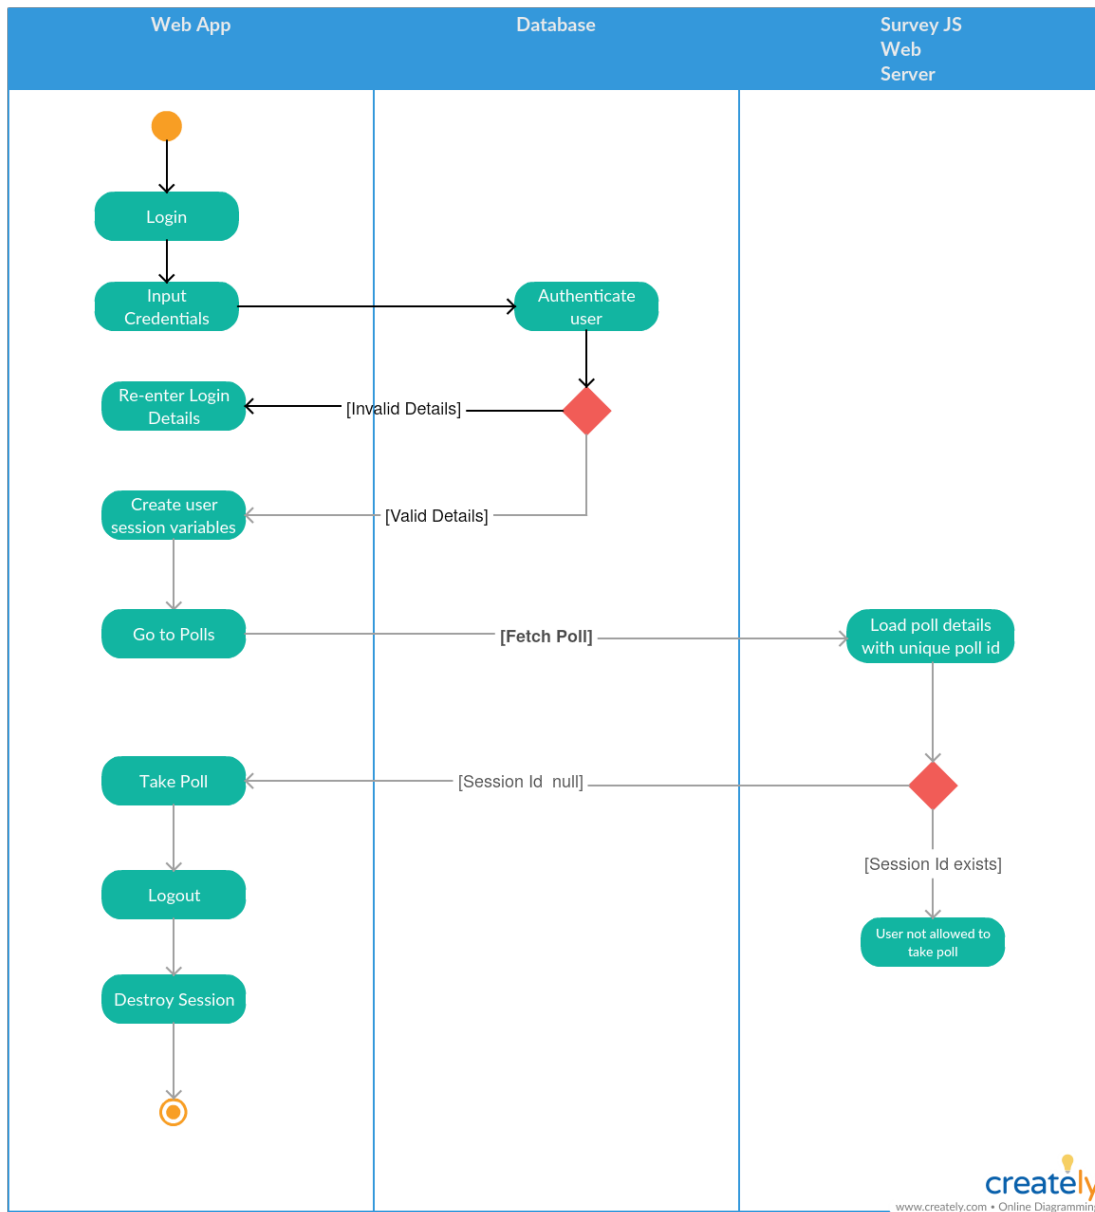 Web App
Database
Survey JS
Web
Server
Login
Input
Credentials
Authenticate
user
Re-enter Login
Details
[Invalid Details]
Create user
session variables
[Valid Details]
Go to Polls
[Fetch Poll]
Load poll details
with unique poll id
Take Poll
[Session Id  null]
Logout
[Session Id exists]
User not allowed to
take poll
Destroy Session
creately
www.creately.com • Online Diagramming